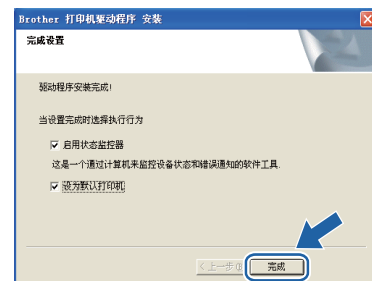 Brother 打印机驱动程序 安装
完成设置
驱动程序安装完成!
当设置完成时选择执行行为
启用状态监控器
这是一个通过计算机来监控设备状态和错误通知的软件工具.
设为默认打印机
<上一步(B) 完成